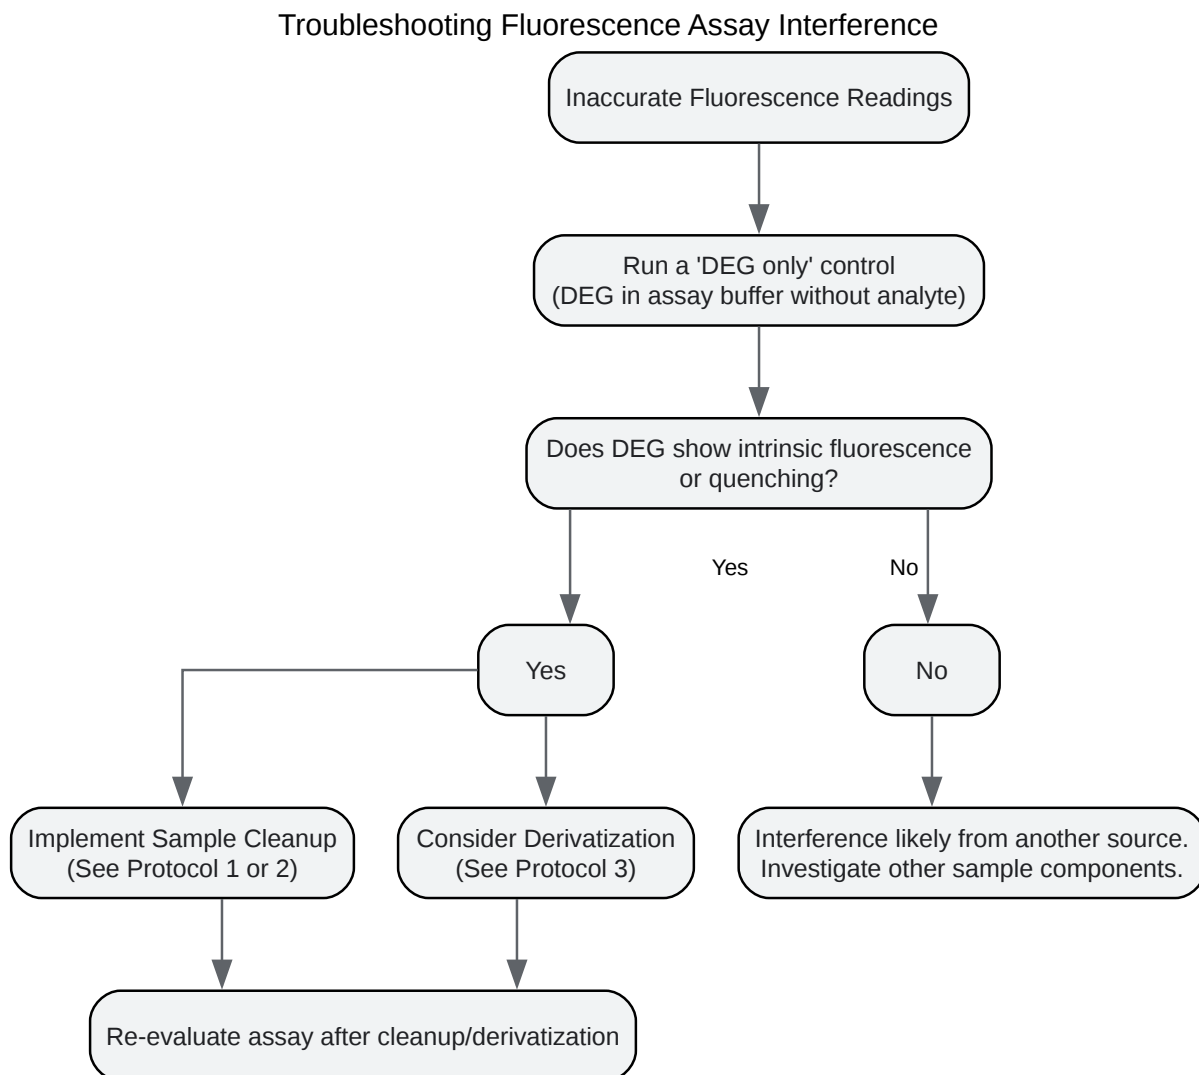 Troubleshooting Fluorescence Assay Interference
Inaccurate Fluorescence Readings
Run a 'DEG only' control
(DEG in assay buffer without analyte)
Does DEG show intrinsic fluorescence
or quenching?
Yes
No
Yes
No
Implement Sample Cleanup
(See Protocol 1 or 2)
Consider Derivatization
(See Protocol 3)
Interference likely from another source.
Investigate other sample components.
Re-evaluate assay after cleanup/derivatization